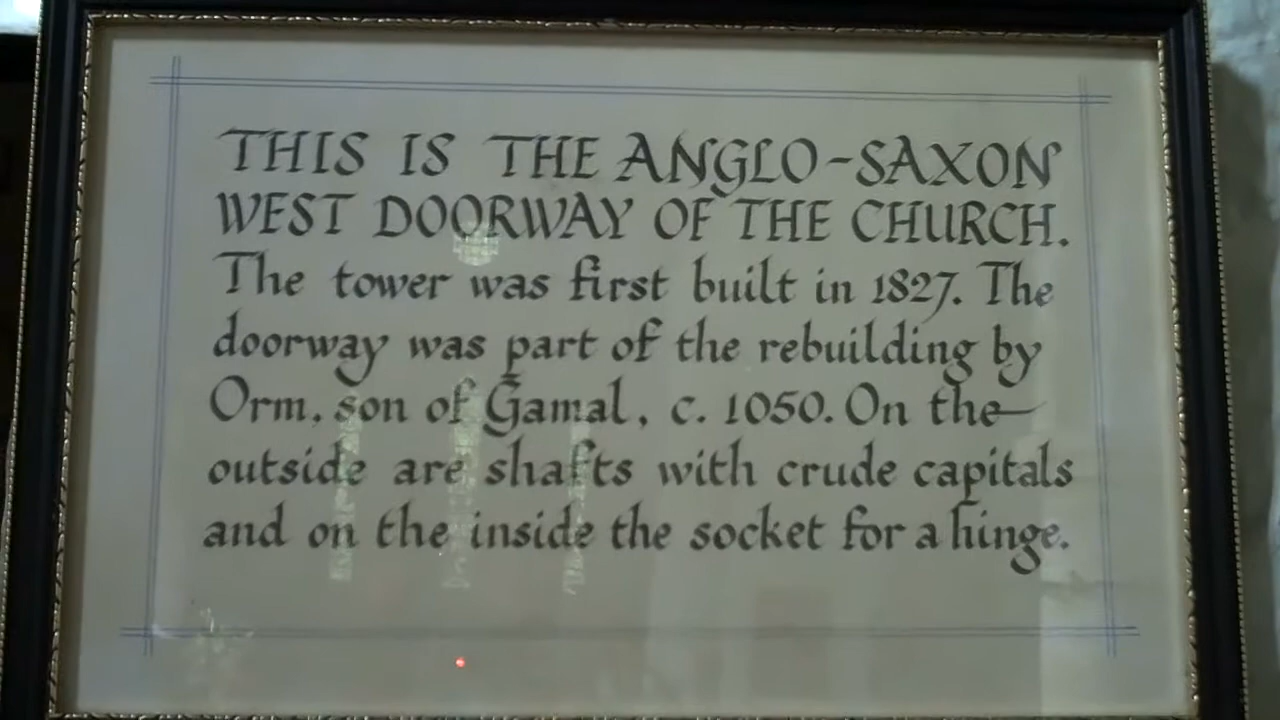 THIS IS THE ANGLO-SAXON
WEST DOORWAY OF THE CHURCH.
The tower was first built in 1827. The
doorway was part of the rebuilding by
Orm, son of Gamal, c. 1050. On the
outside are shafts with crude capitals
and on the inside the socket for a hinge.